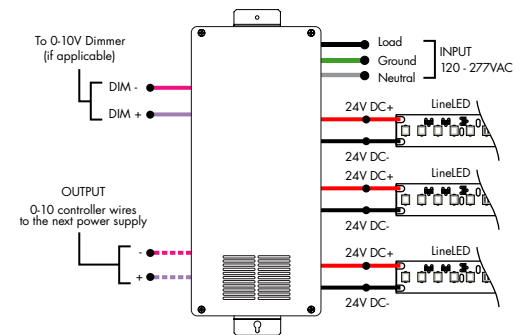 To 0-10V Dimmer
(if applicable)
DIM -
DIM +
OUTPUT
0-10 controller wires
to the next power supply
-
+
Load
Ground
Neutral
INPUT
120 - 277VAC
24V DC+
LineLED
24V DC-
24V DC+
LineLED
24V DC-
24V DC+
LineLED
24V DC-